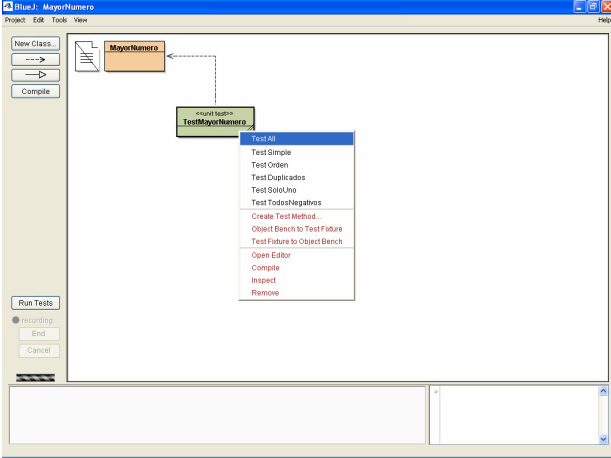 BlueJ: MayorNumero
Project Edit Tools View Help
New Class...
Compile
MayorNumero
<<unit test>>
TestMayorNumero
Test All
Test Simple
Test Orden
Test Duplicados
Test SoloUno
Test TodosNegativos
Create Test Method...
Object Bench to Test Fixture
Test Fixture to Object Bench
Open Editor
Compile
Inspect
Remove
Run Tests
recording
End
Cancel
>